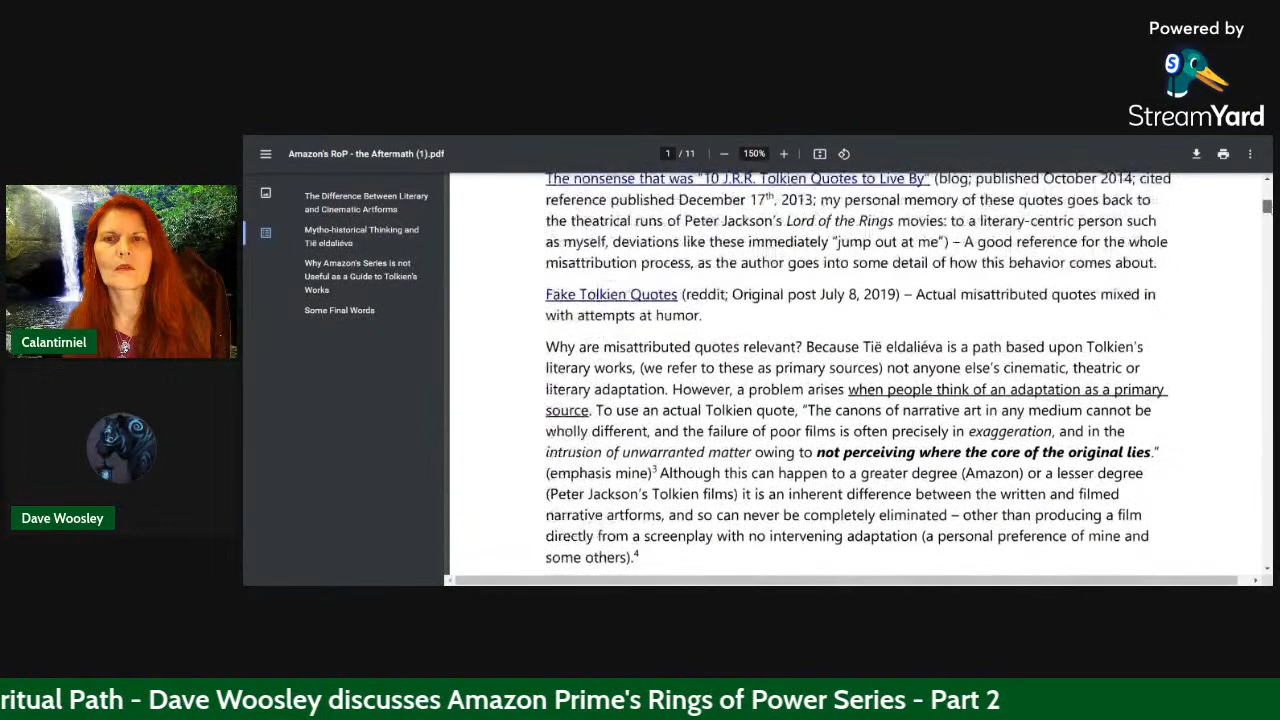 Powered by
S
StreamYard
Amazon's RoP - the Aftermath (1).pdf
1 / 11
150%
The Difference Between Literary
and Cinematic Artforms
Mytho-historical Thinking and
Tië eldaliéva
Why Amazon's Series is not
Useful as a Guide to Tolkien's
Works
Some Final Words
The nonsense that was "10 J.R.R. Tolkien Quotes to Live By" (blog; published October 2014; cited
reference published December 17th, 2013; my personal memory of these quotes goes back to
the theatrical runs of Peter Jackson's Lord of the Rings movies: to a literary-centric person such
as myself, deviations like these immediately "jump out at me") – A good reference for the whole
misattribution process, as the author goes into some detail of how this behavior comes about.
Fake Tolkien Quotes (reddit; Original post July 8, 2019) – Actual misattributed quotes mixed in
with attempts at humor.
Why are misattributed quotes relevant? Because Tië eldaliéva is a path based upon Tolkien's
literary works, (we refer to these as primary sources) not anyone else's cinematic, theatric or
literary adaptation. However, a problem arises when people think of an adaptation as a primary
source. To use an actual Tolkien quote, "The canons of narrative art in any medium cannot be
wholly different, and the failure of poor films is often precisely in exaggeration, and in the
intrusion of unwarranted matter owing to not perceiving where the core of the original lies."
(emphasis mine)3 Although this can happen to a greater degree (Amazon) or a lesser degree
(Peter Jackson's Tolkien films) it is an inherent difference between the written and filmed
narrative artforms, and so can never be completely eliminated – other than producing a film
directly from a screenplay with no intervening adaptation (a personal preference of mine and
some others).4
Calantirniel
Dave Woosley
ritual Path - Dave Woosley discusses Amazon Prime's Rings of Power Series - Part 2